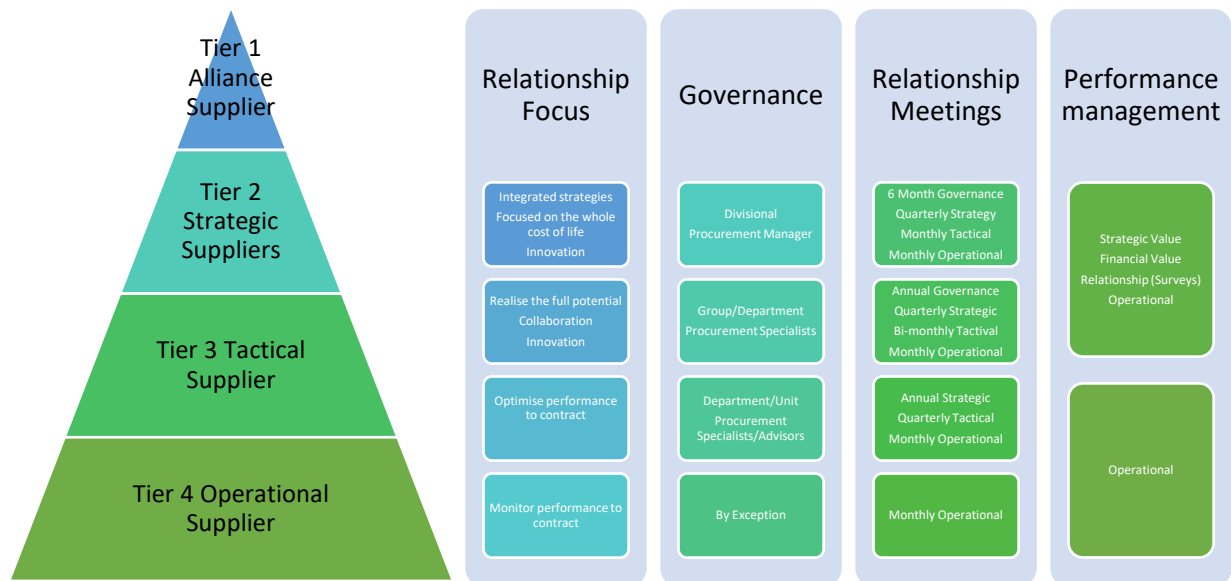 Tier 1
Alliance
Supplier
Tier 2
Strategic
Suppliers
Tier 3 Tactical
Supplier
Tier 4 Operational
Supplier
Relationship
Focus
Integrated strategies
Focused on the whole
cost of life
Innovation
Realise the full potential
Collaboration
Innovation
Optimise performance
to contract
Monitor performance to
contract
Governance
Divisional
Procurement Manager
Group/Department
Procurement Specialists
Department/Unit
Procurement
Specialists/Advisors
By Exception
Relationship
Meetings
6 Month Governance
Quarterly Strategy
Monthly Tactical
Monthly Operational
Annual Governance
Quarterly Strategic
Bi-monthly Tactival
Monthly Operational
Annual Strategic
Quarterly Tactical
Monthly Operational
Monthly Operational
Performance
management
Strategic Value
Financial Value
Relationship (Surveys)
Operational
Operational